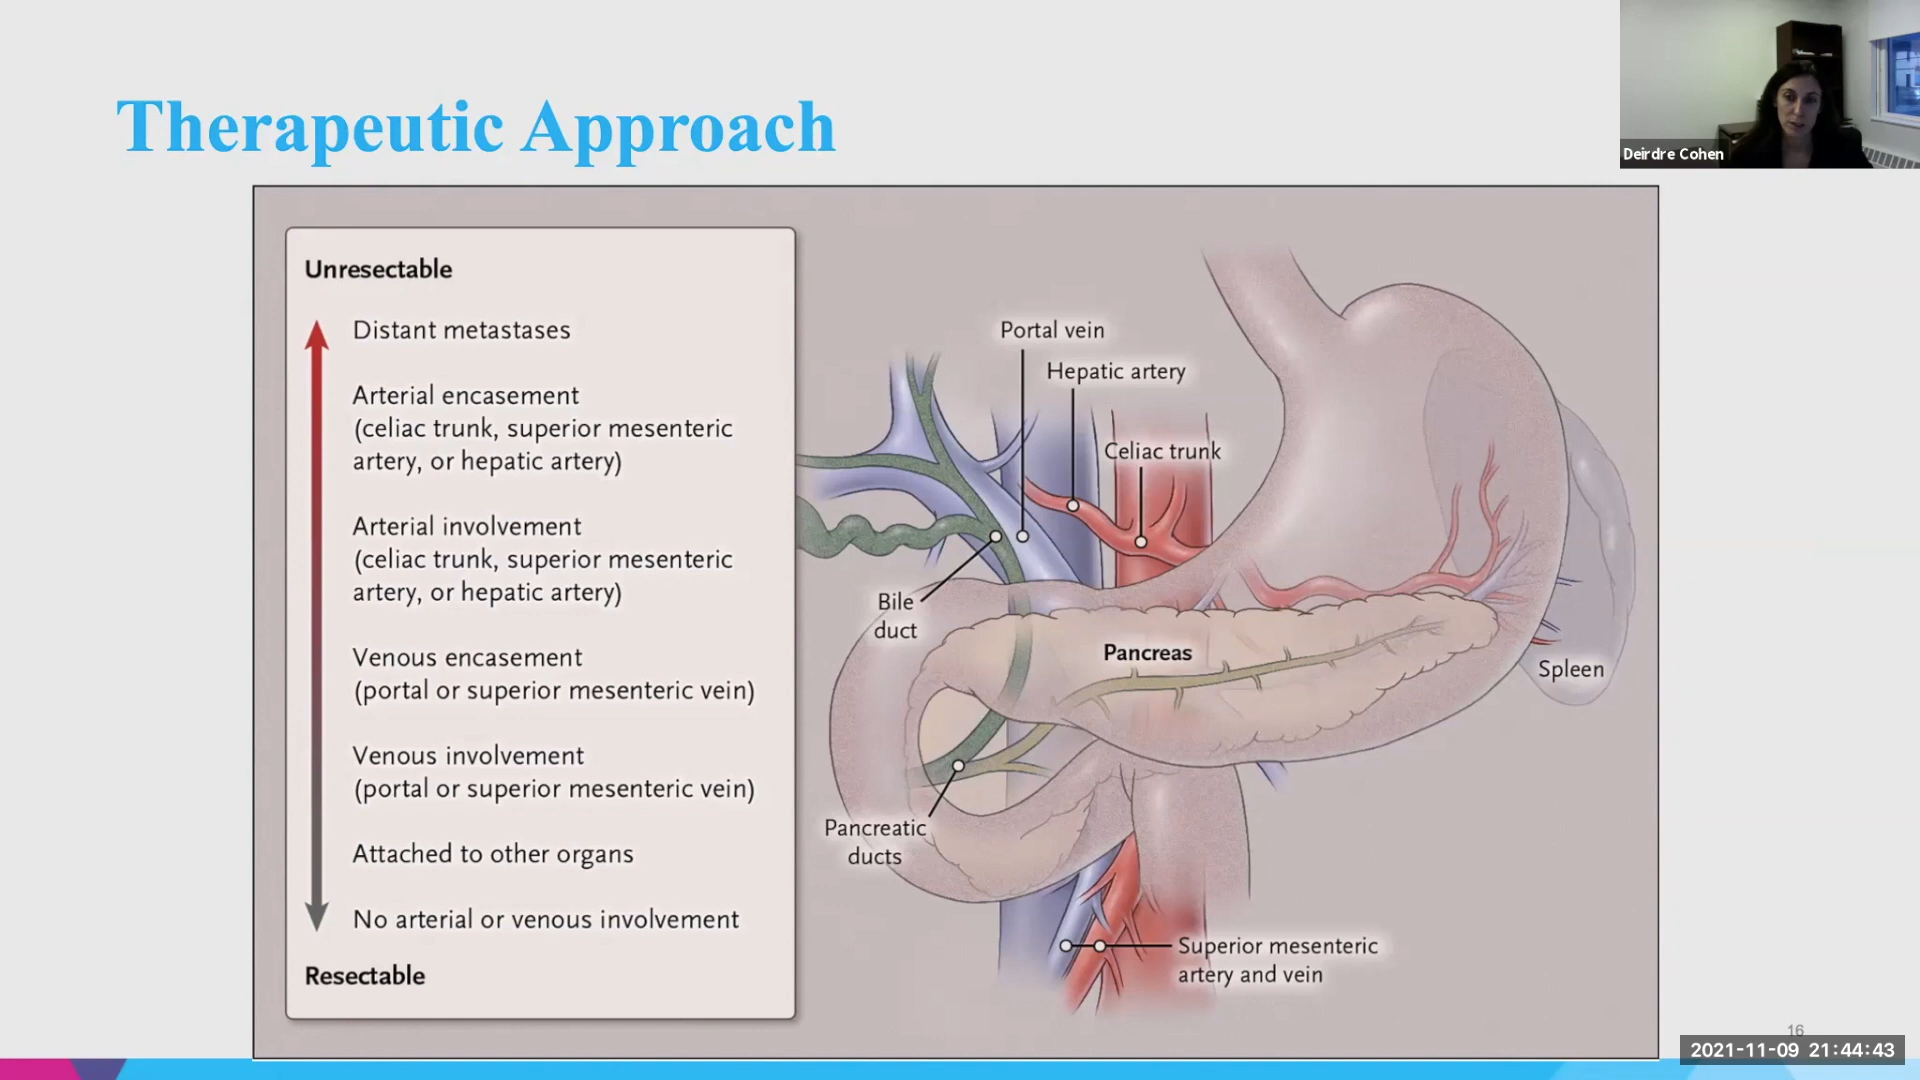 Therapeutic Approach
Deirdre Cohen
Unresectable
Distant metastases
Arterial encasement
(celiac trunk, superior mesenteric
artery, or hepatic artery)
Arterial involvement
(celiac trunk, superior mesenteric
artery, or hepatic artery)
Venous encasement
(portal or superior mesenteric vein)
Venous involvement
(portal or superior mesenteric vein)
Attached to other organs
No arterial or venous involvement
Resectable
Portal vein
Hepatic artery
Celiac trunk
Bile
duct
Pancreas
Spleen
Pancreatic
ducts
Superior mesenteric
artery and vein
16
2021-11-09 21:44:43